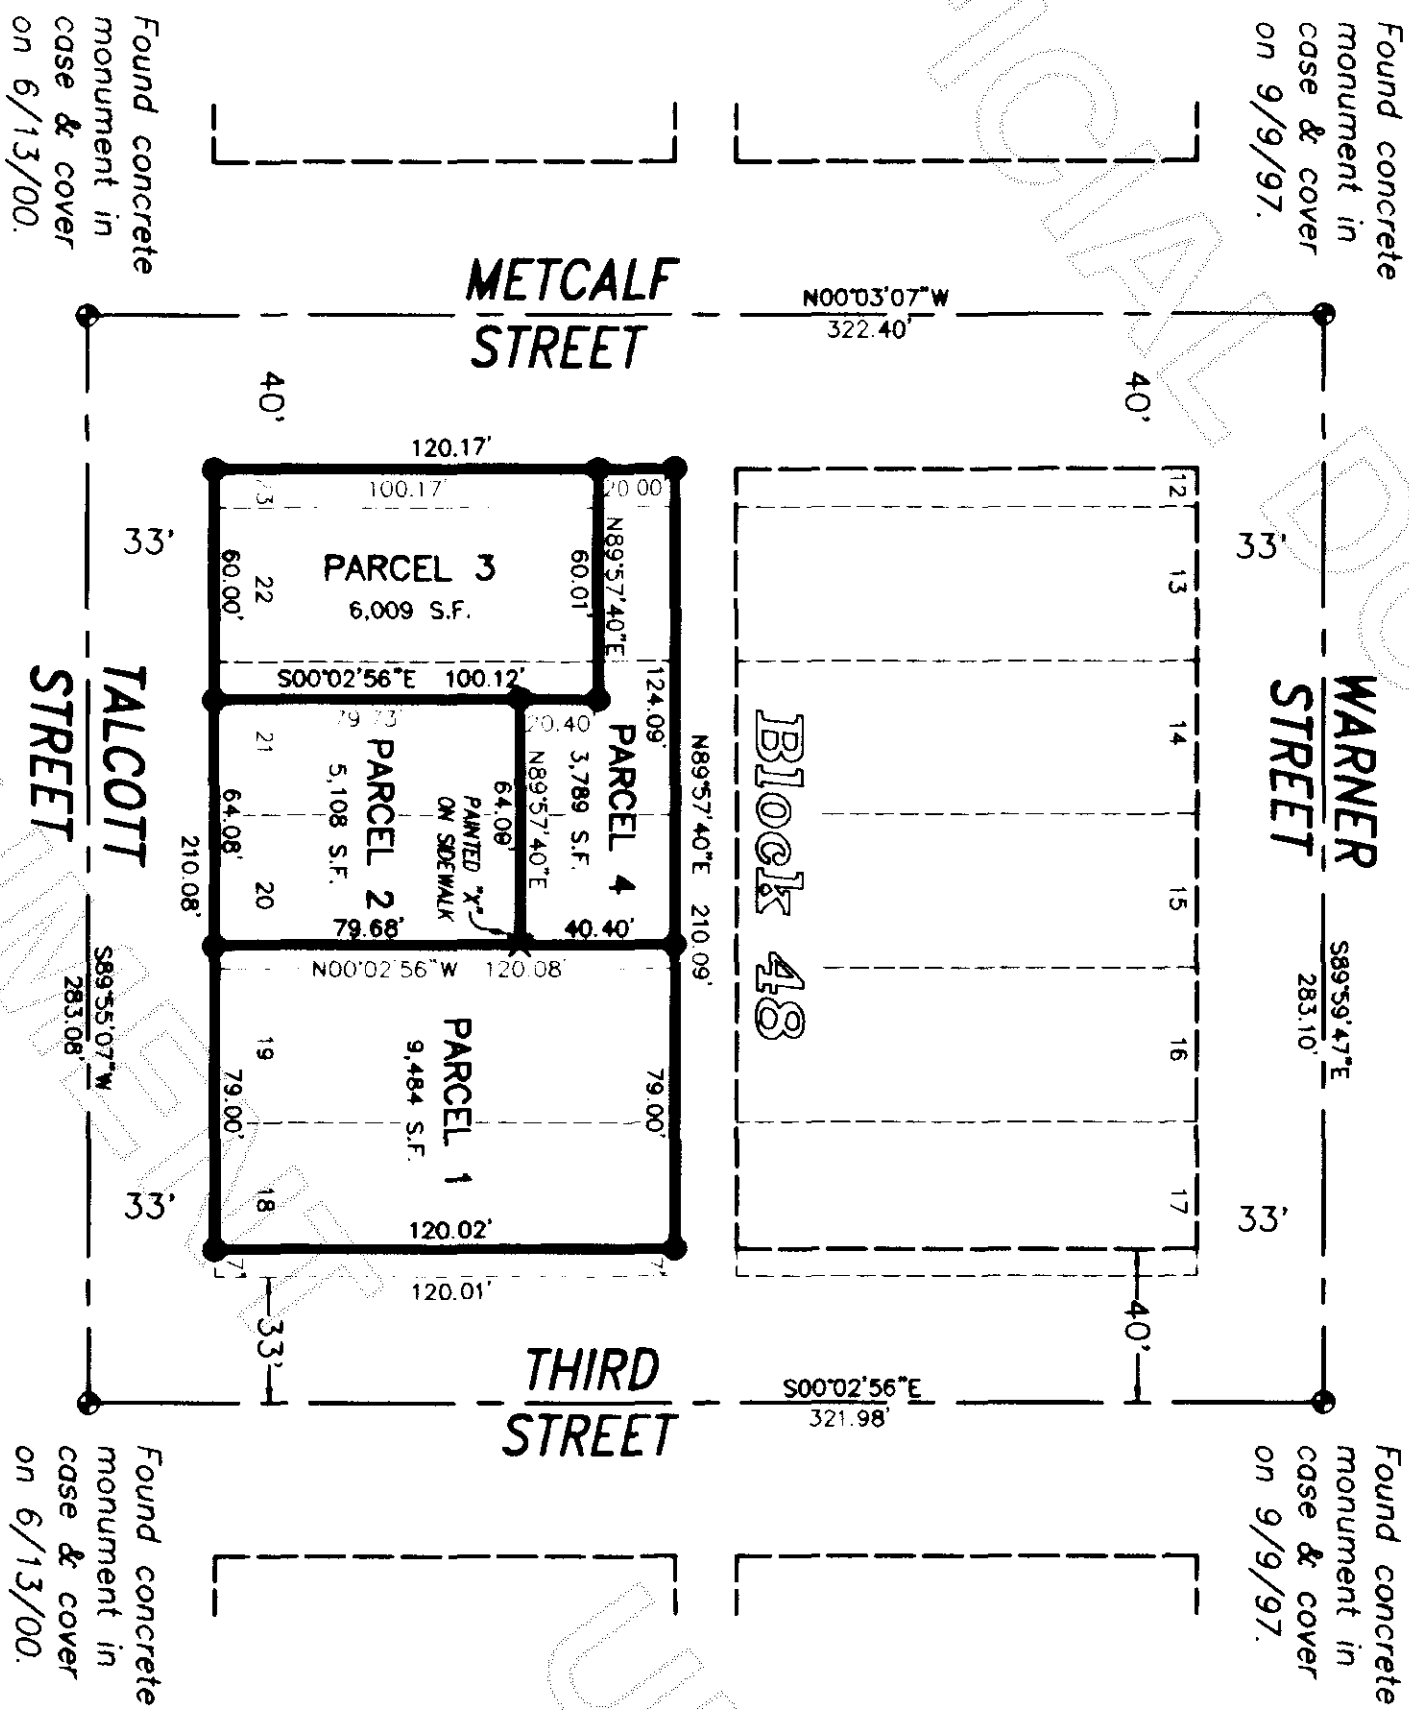 Found concrete
monument in
case & cover
on 9/9/97.
Found concrete
monument in
case & cover
on 6/13/00.
METCALF
STREET
N00°03'07"W
322.40'
40'
40'
120.17'
100.17'
20.00'
33'
33'
12
13
14
15
16
17
23
22
21
20
19
18
PARCEL 3
6,009 S.F.
60.00'
60.01'
N89°57'40"E
S00°02'56"E 100.12'
124.09'
79.73'
20.40'
PARCEL 2
5,108 S.F.
64.08'
64.09'
N89°57'40"E
PAINTED "X"
ON SIDEWALK
PARCEL 4
3,789 S.F.
N89°57'40"E 210.09'
210.08'
79.68'
40.40'
N00°02'56"W 120.08'
PARCEL 1
9,484 S.F.
79.00'
79.00'
120.02'
7'
7'
120.01'
Block 48
TALCOTT
STREET
S89°55'07"W
283.08'
WARNER
STREET
S89°59'47"E
283.10'
33'
33'
33'
40'
THIRD
STREET
S00°02'56"E
321.98'
Found concrete
monument in
case & cover
on 9/9/97.
Found concrete
monument in
case & cover
on 6/13/00.